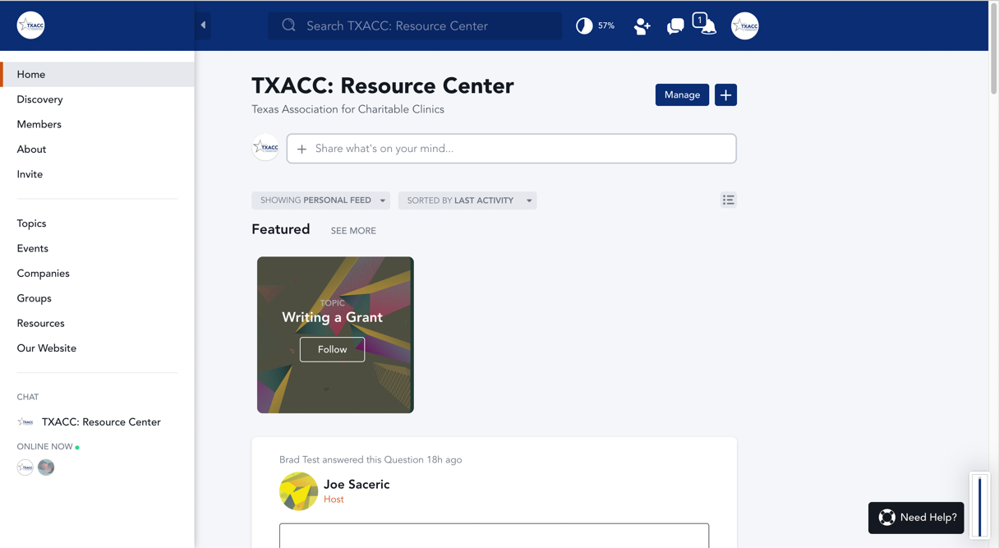 TXACC
Search TXACC: Resource Center
57%
1
TXACC
Home
Discovery
Members
About
Invite
Topics
Events
Companies
Groups
Resources
Our Website
CHAT
TXACC
TXACC: Resource Center
ONLINE NOW
TXACC
TXACC: Resource Center
Texas Association for Charitable Clinics
Manage
TXACC
Share what's on your mind...
SHOWING PERSONAL FEED
SORTED BY LAST ACTIVITY
Featured
SEE MORE
TOPIC
Writing a Grant
Follow
Brad Test answered this Question 18h ago
Joe Saceric
Host
Need Help?